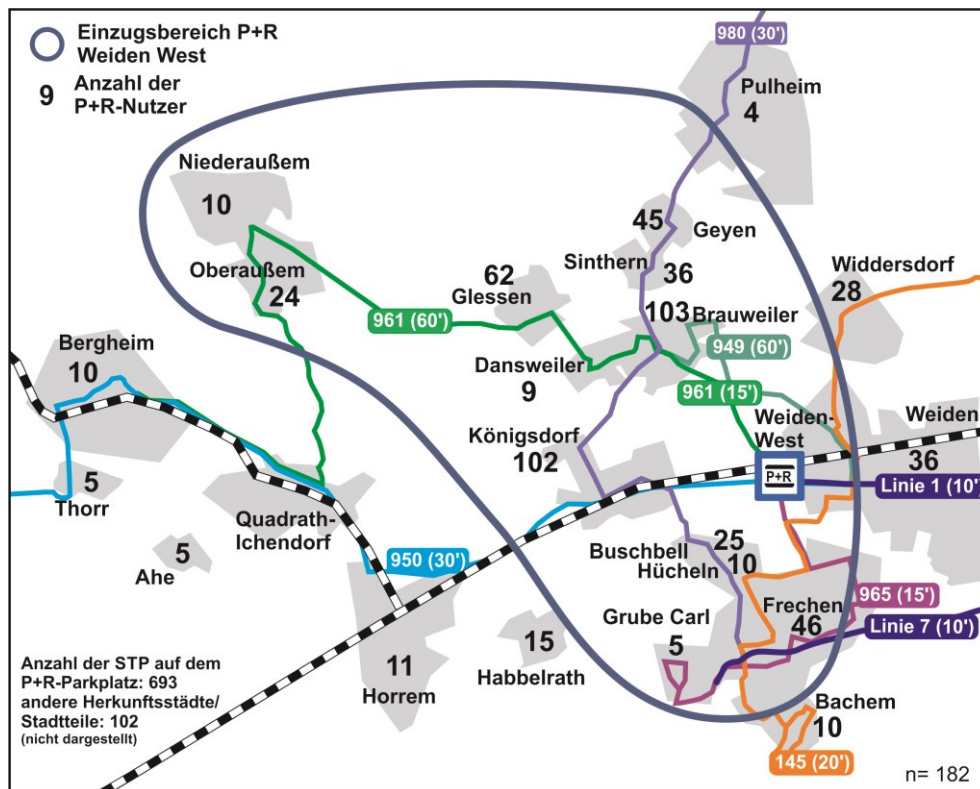 Einzugsbereich P+R
Weiden West
9 Anzahl der
P+R-Nutzer
980 (30')
Pulheim
4
Niederaußem
10
45
Geyen
Oberaußem
24
Sinthern
36
Widdersdorf
28
62
Glessen
103
Brauweiler
961 (60')
949 (60')
Bergheim
10
Dansweiler
9
961 (15')
Weiden-
West
Weiden
36
Königsdorf
102
P+R
Linie 1 (10")
5
Thorr
Quadrath-
Ichendorf
5
Ahe
950 (30')
Buschbell
25
Hücheln
10
Grube Carl
5
Frechen
46
965 (15')
Linie 7 (10')
15
Habbelrath
11
Horrem
Bachem
10
145 (20')
Anzahl der STP auf dem
P+R-Parkplatz: 693
andere Herkunftsstädte/
Stadtteile: 102
(nicht dargestellt)
n= 182